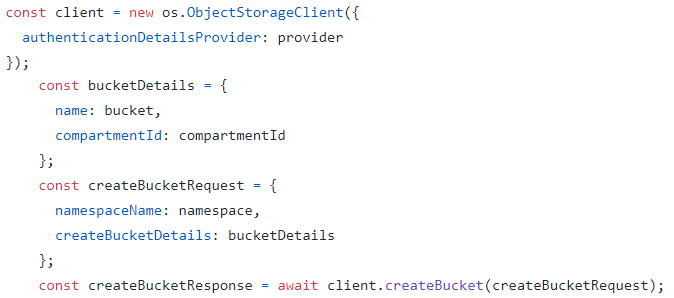 const client = new os.ObjectStorageClient({
  authenticationDetailsProvider: provider
});
    const bucketDetails = {
      name: bucket,
      compartmentId: compartmentId
    };
    const createBucketRequest = {
      namespaceName: namespace,
      createBucketDetails: bucketDetails
    };
    const createBucketResponse = await client.createBucket(createBucketRequest);